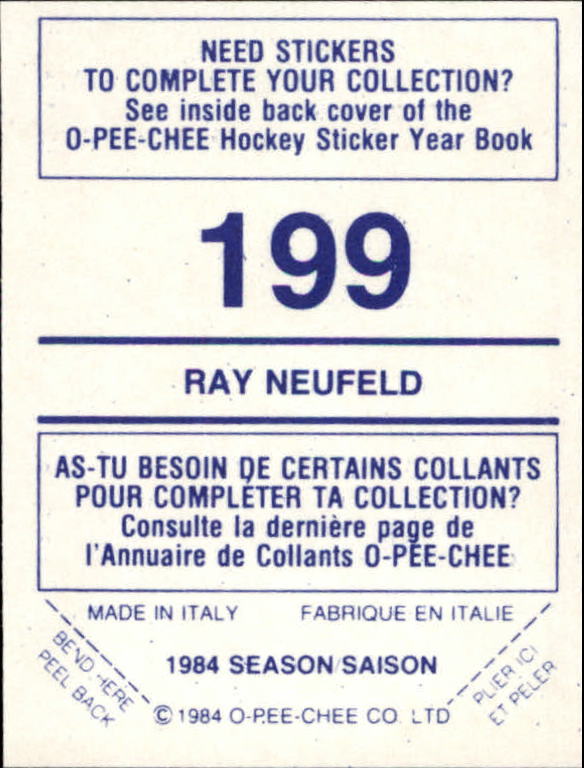 NEED STICKERS
TO COMPLETE YOUR COLLECTION?
See inside back cover of the
O-PEE-CHEE Hockey Sticker Year Book
199
RAY NEUFELD
AS-TU BESOIN DE CERTAINS COLLANTS
POUR COMPLÉTER TA COLLECTION?
Consulte la dernière page de
l'Annuaire de Collants O-PEE-CHEE
MADE IN ITALY FABRIQUE EN ITALIE
BEND HERE
PEEL BACK
1984 SEASON/SAISON
PLIER ICI
ET PELER
© 1984 O-PEE-CHEE CO. LTD